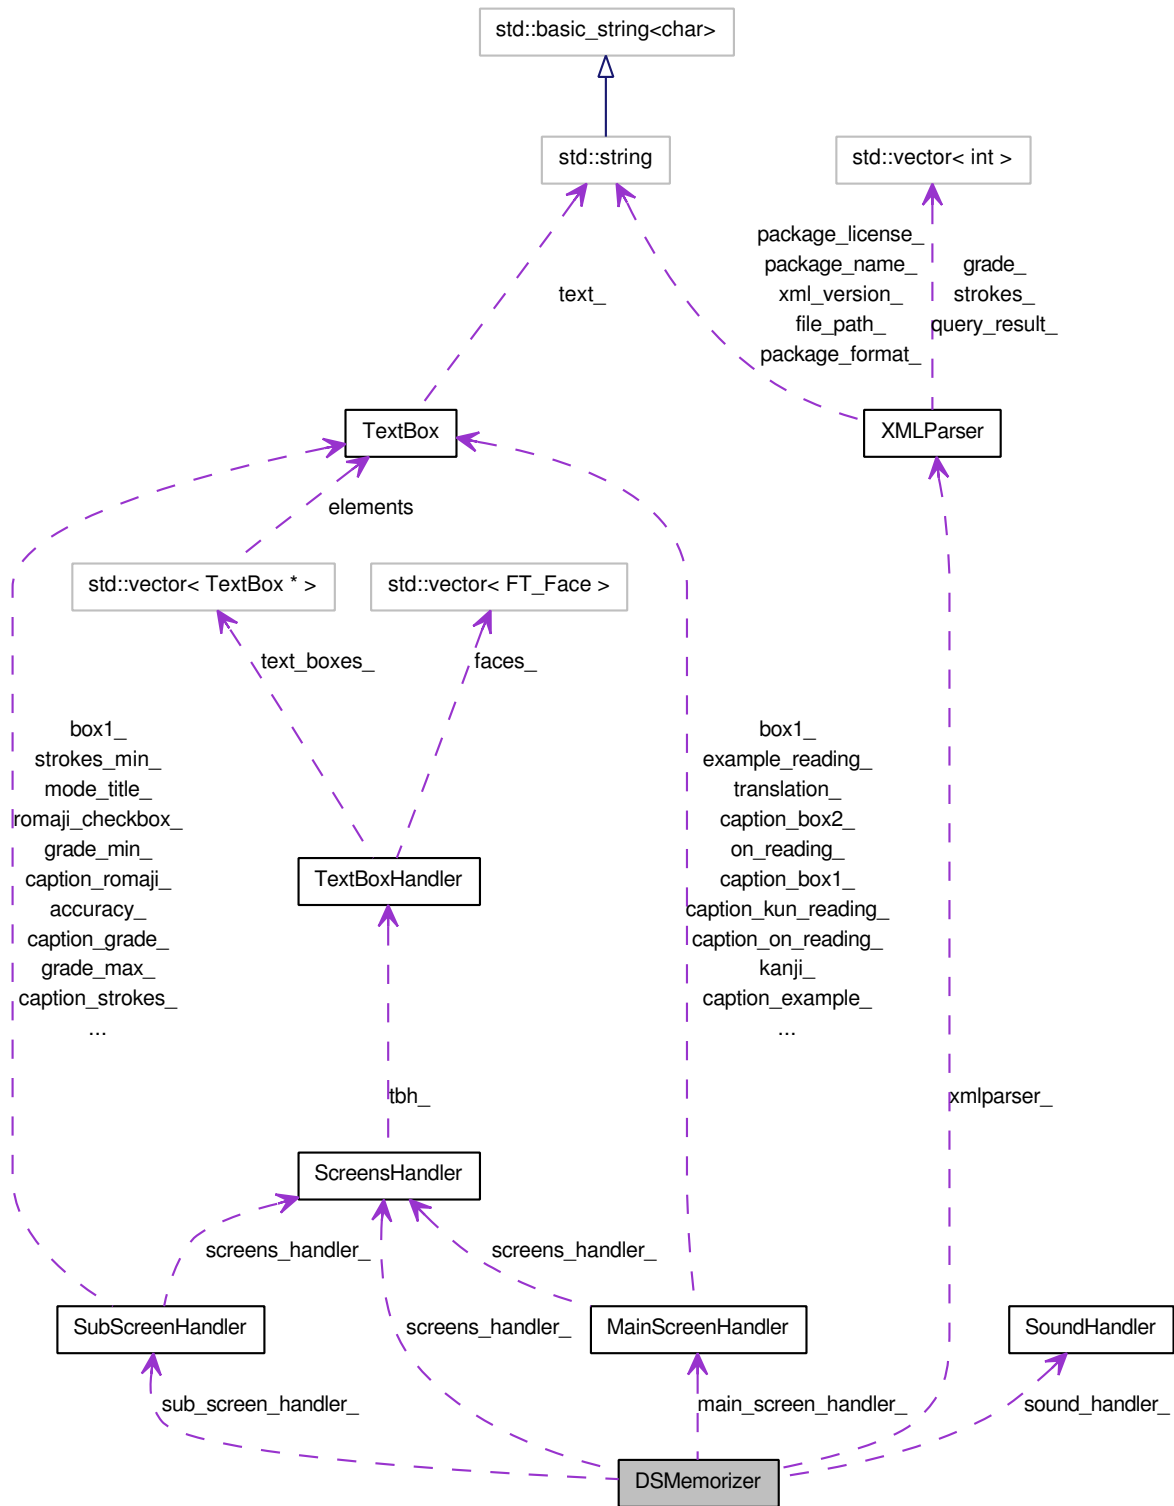 std::basic_string<char>
std::string
std::vector< int >
package_license_
package_name_
xml_version_
file_path_
package_format_
grade_
strokes_
query_result_
text_
TextBox
XMLParser
elements
std::vector< TextBox * >
std::vector< FT_Face >
text_boxes_
faces_
box1_
strokes_min_
mode_title_
romaji_checkbox_
grade_min_
caption_romaji_
accuracy_
caption_grade_
grade_max_
caption_strokes_
...
box1_
example_reading_
translation_
caption_box2_
on_reading_
caption_box1_
caption_kun_reading_
caption_on_reading_
kanji_
caption_example_
...
TextBoxHandler
tbh_
xmlparser_
ScreensHandler
screens_handler_
screens_handler_
SubScreenHandler
screens_handler_
MainScreenHandler
SoundHandler
sub_screen_handler_
main_screen_handler_
sound_handler_
DSMemorizer